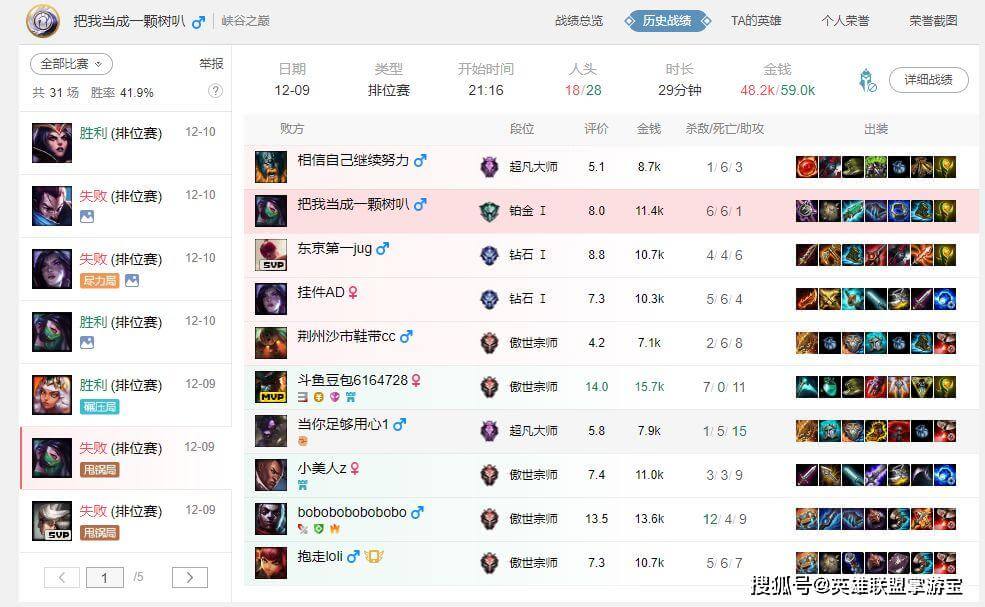 把我当成一颗树叭 峡谷之巅 战绩总览 历史战绩 TA的英雄 个人荣誉 荣誉截图
全部比赛 举报
共 31 场 胜率 41.9% ?
胜利 (排位赛) 12-10
失败 (排位赛) 12-10
失败 (排位赛) 12-10
尽力局
胜利 (排位赛) 12-10
胜利 (排位赛) 12-09
碾压局
失败 (排位赛) 12-09
甩锅局
失败 (排位赛) 12-09
SVP 甩锅局
1 /5
日期 类型 开始时间 人头 时长 金钱
12-09 排位赛 21:16 18/28 29分钟 48.2k/59.0k 详细战绩
败方 段位 评价 金钱 杀敌/死亡/助攻 出装
相信自己继续努力 超凡大师 5.1 8.7k 1/6/3
把我当成一颗树叭 铂金 I 8.0 11.4k 6/6/1
东京第一jug SVP 钻石 I 8.8 10.7k 4/4/6
挂件AD 钻石 I 7.3 10.3k 5/6/4
荆州沙市鞋带cc 傲世宗师 4.2 7.1k 2/6/8
斗鱼豆包6164728 MVP 傲世宗师 14.0 15.7k 7/0/11
当你足够用心1 超凡大师 5.8 7.9k 1/5/15
小美人z 傲世宗师 7.4 11.0k 3/3/9
bobobobobobobo 傲世宗师 13.5 13.6k 12/4/9
抱走loli 傲世宗师 7.3 10.7k 5/6/7
搜狐号@英雄联盟掌游宝